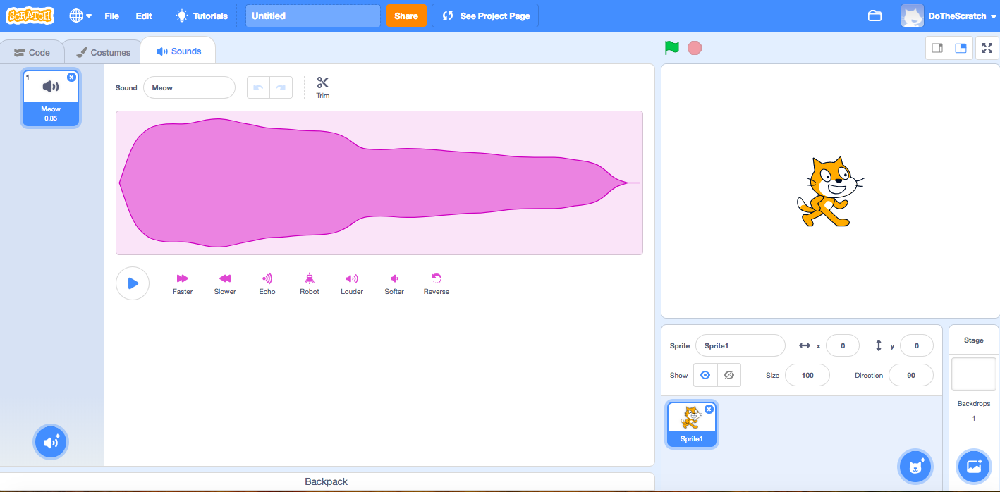 SCRATCH File Edit Tutorials Untitled Share See Project Page DoTheScratch
Code Costumes Sounds
1
Meow
0.85
Sound Meow
Trim
Faster Slower Echo Robot Louder Softer Reverse
Sprite Sprite1 x 0 y 0
Show Size 100 Direction 90
Sprite1
Stage
Backdrops
1
Backpack